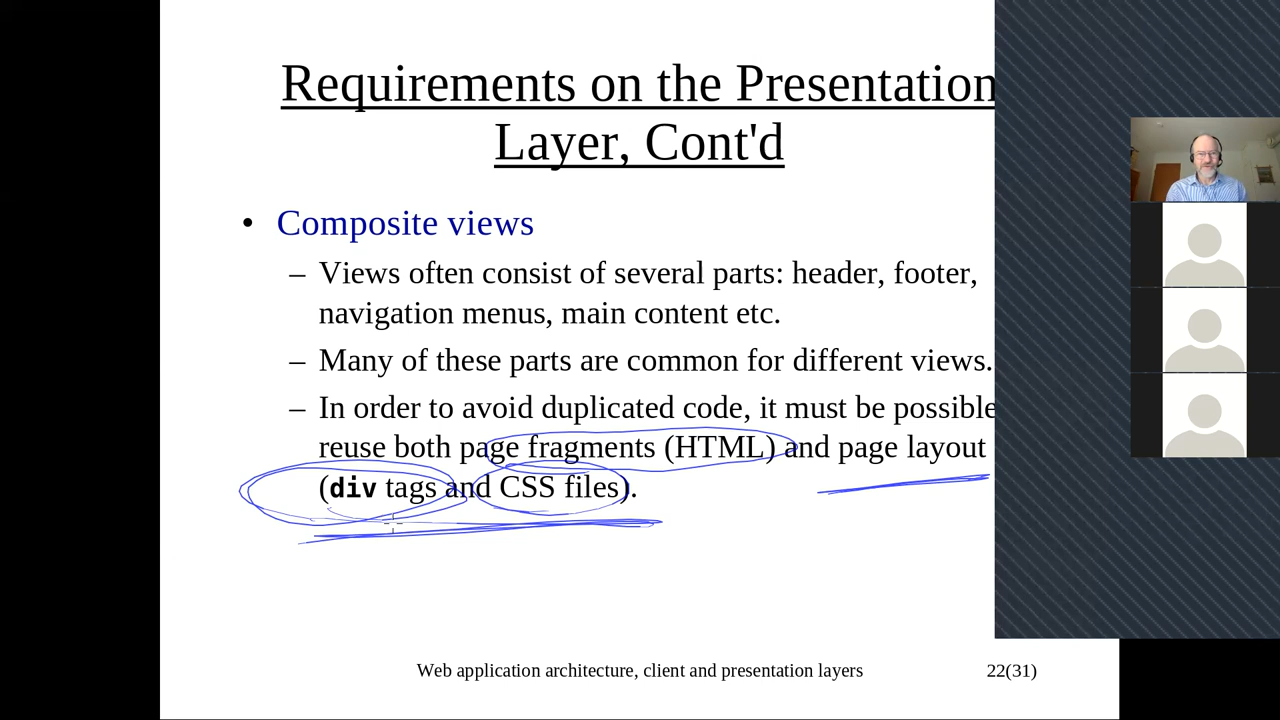 Requirements on the Presentation
Layer, Cont'd
• Composite views
– Views often consist of several parts: header, footer,
navigation menus, main content etc.
– Many of these parts are common for different views.
– In order to avoid duplicated code, it must be possible
reuse both page fragments (HTML) and page layout
(div tags and CSS files).
Web application architecture, client and presentation layers
22(31)